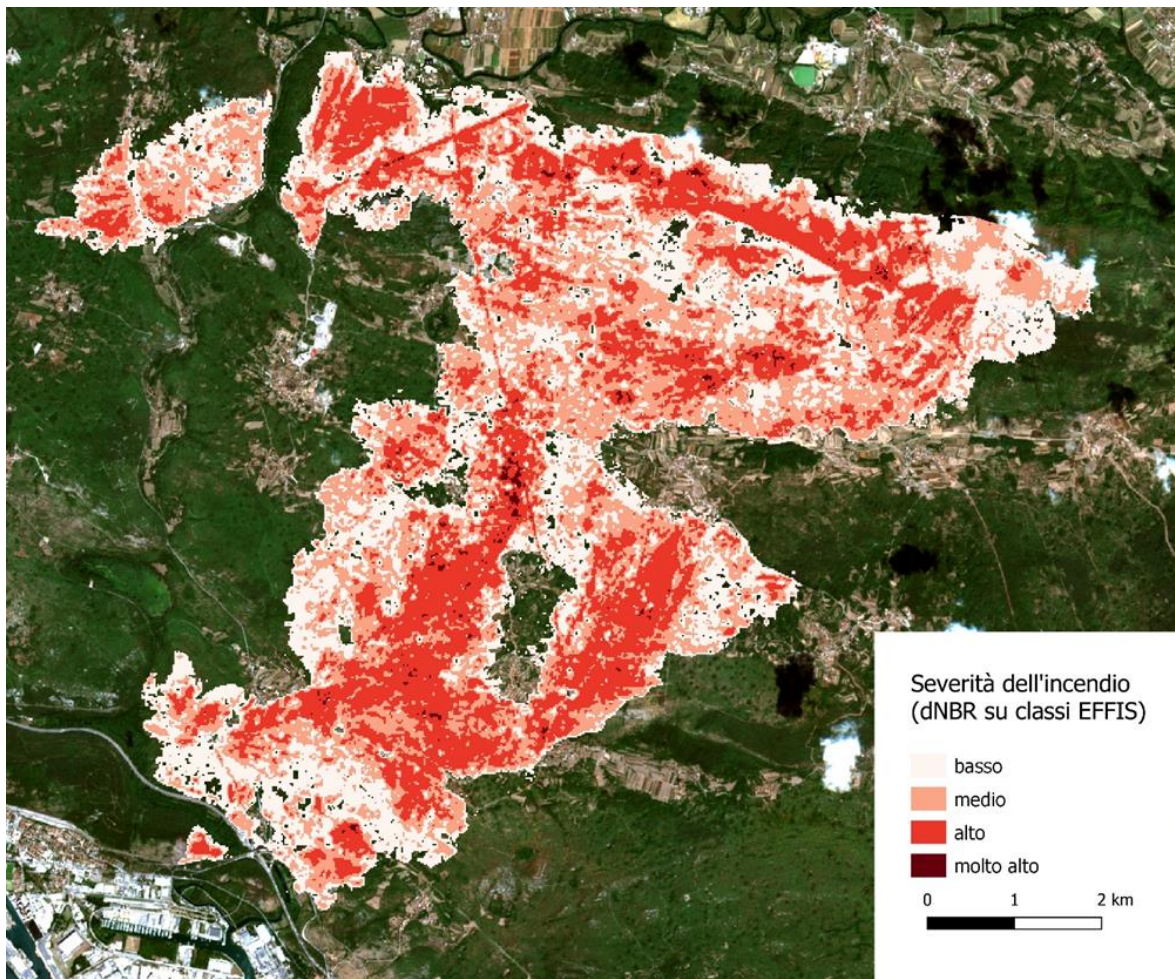 Severità dell'incendio
(dNBR su classi EFFIS)
basso
medio
alto
molto alto
0 1 2 km